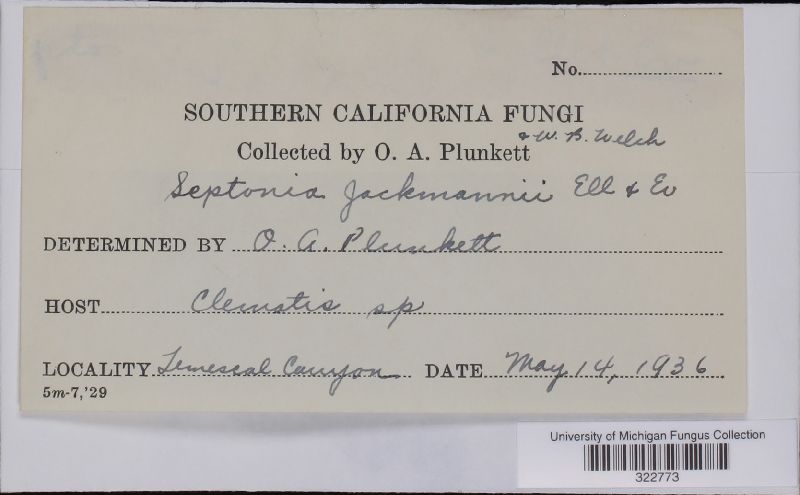 No.
SOUTHERN CALIFORNIA FUNGI
& W. B. Welch
Collected by O. A. Plunkett
Septonia Jackmannii Ell & Ev
DETERMINED BY O. A. Plunkett
HOST Clematis sp
LOCALITY Temescal Canyon DATE May 14, 1936
5m-7,'29
University of Michigan Fungus Collection
322773